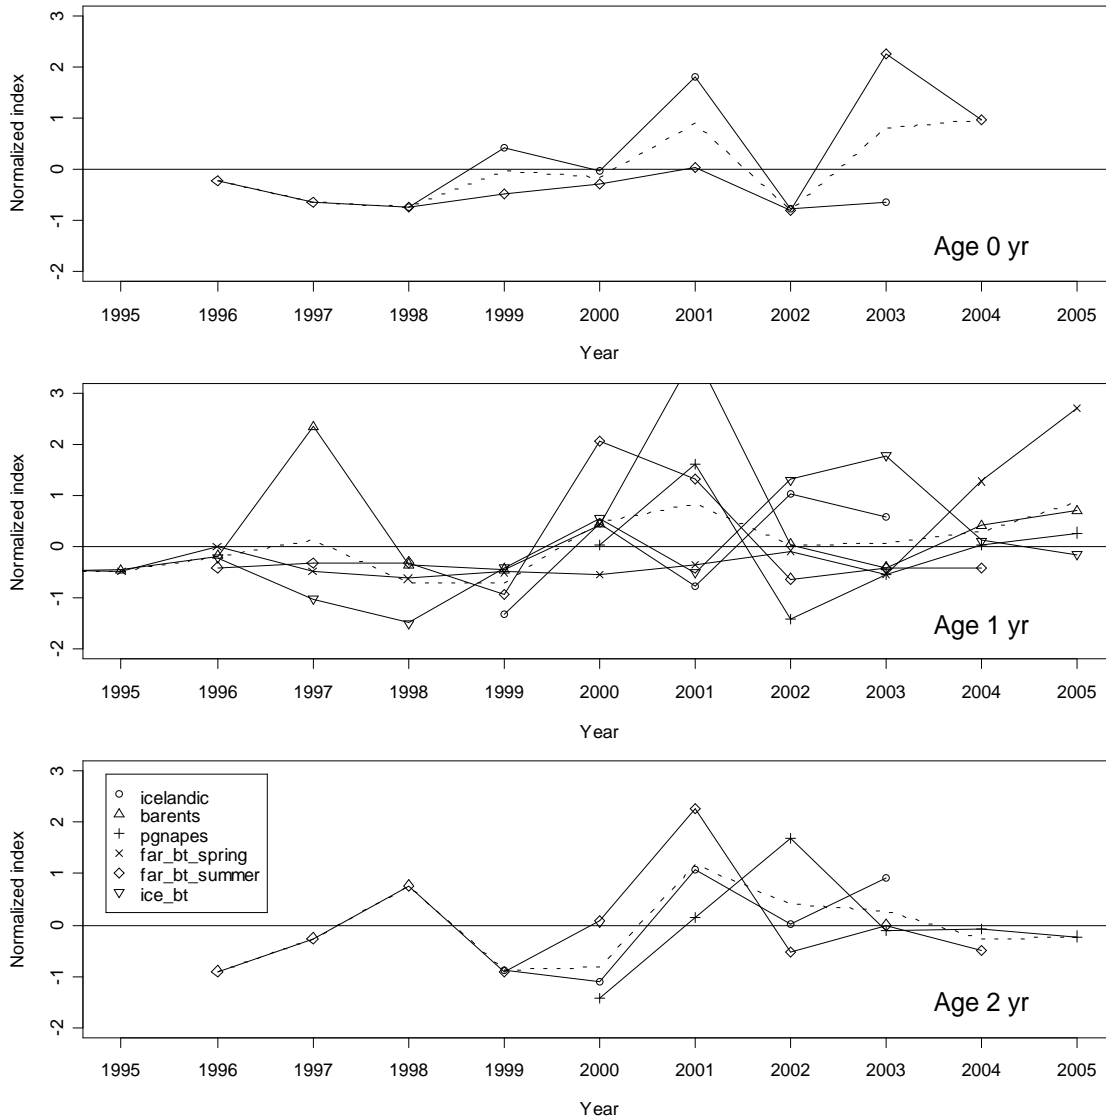 Normalized index
3
2
1
0
-1
-2
Age 0 yr
1995 1996 1997 1998 1999 2000 2001 2002 2003 2004 2005
Year
Normalized index
3
2
1
0
-1
-2
Age 1 yr
1995 1996 1997 1998 1999 2000 2001 2002 2003 2004 2005
Year
Normalized index
3
2
1
0
-1
-2
icelandic
barents
pgnapes
far_bt_spring
far_bt_summer
ice_bt
Age 2 yr
1995 1996 1997 1998 1999 2000 2001 2002 2003 2004 2005
Year